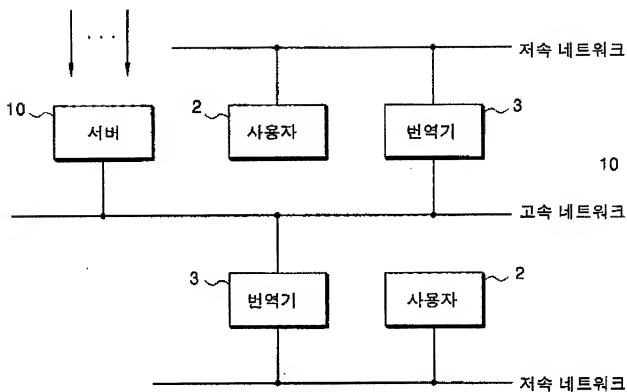 ... 저속 네트워크
10 서버 2 사용자 3 번역기
10
고속 네트워크
3 번역기 사용자 2
저속 네트워크